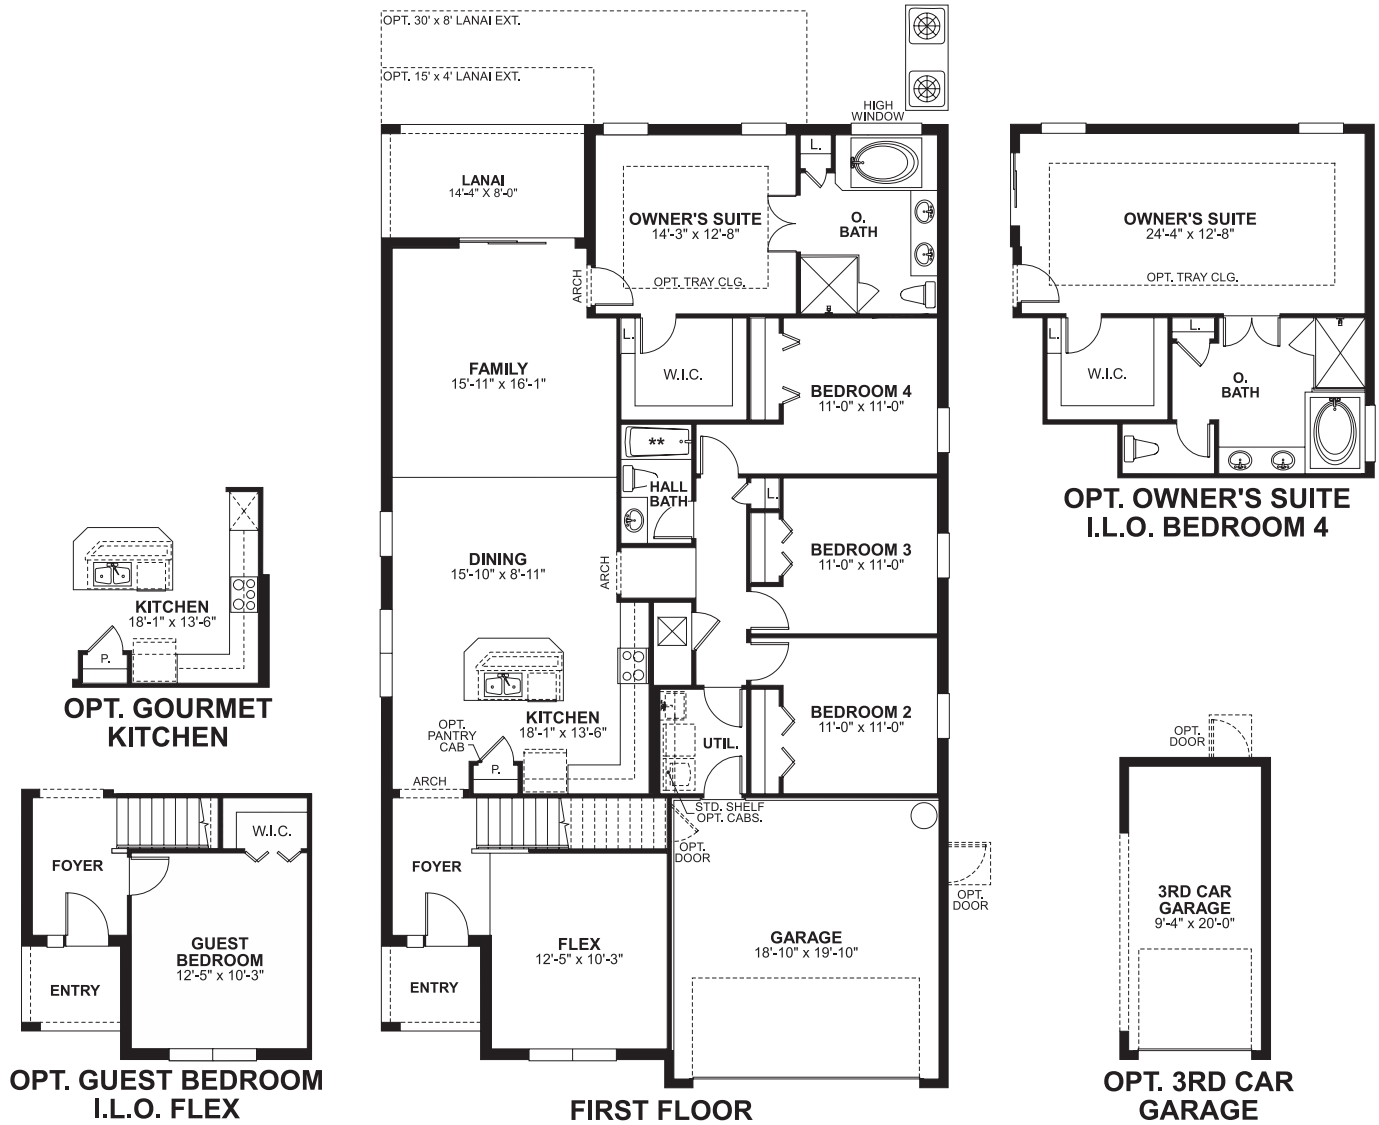 OPT. 30' x 8' LANAI EXT.
OPT. 15' x 4' LANAI EXT.
HIGH
WINDOW
LANAI
14'-4" X 8'-0"
OWNER'S SUITE
14'-3" x 12'-8"
OPT. TRAY CLG.
L.
O.
BATH
ARCH
FAMILY
15'-11" x 16'-1"
L.
W.I.C.
BEDROOM 4
11'-0" x 11'-0"
**
HALL
BATH
L.
DINING
15'-10" x 8'-11"
ARCH
BEDROOM 3
11'-0" x 11'-0"
KITCHEN
18'-1" x 13'-6"
OPT.
PANTRY
CAB
P.
UTIL.
BEDROOM 2
11'-0" x 11'-0"
ARCH
STD. SHELF
OPT. CABS.
OPT.
DOOR
FOYER
FLEX
12'-5" x 10'-3"
GARAGE
18'-10" x 19'-10"
OPT.
DOOR
ENTRY
FIRST FLOOR
KITCHEN
18'-1" x 13'-6"
P.
OPT. GOURMET
KITCHEN
W.I.C.
FOYER
GUEST
BEDROOM
12'-5" x 10'-3"
ENTRY
OPT. GUEST BEDROOM
I.L.O. FLEX
OWNER'S SUITE
24'-4" x 12'-8"
OPT. TRAY CLG.
L.
W.I.C.
L.
O.
BATH
OPT. OWNER'S SUITE
I.L.O. BEDROOM 4
OPT.
DOOR
3RD CAR
GARAGE
9'-4" x 20'-0"
OPT. 3RD CAR
GARAGE